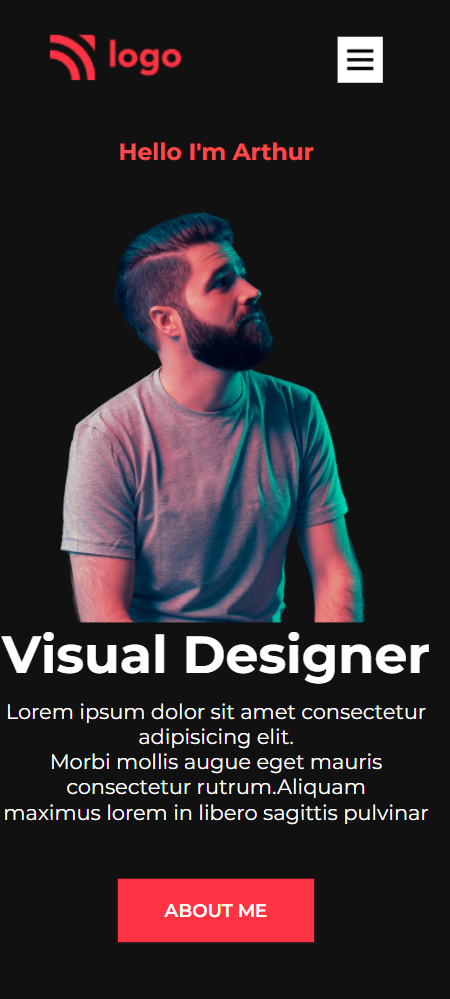 logo
Hello I'm Arthur
Visual Designer
Lorem ipsum dolor sit amet consectetur
adipisicing elit.
Morbi mollis augue eget mauris
consectetur rutrum.Aliquam
maximus lorem in libero sagittis pulvinar
ABOUT ME